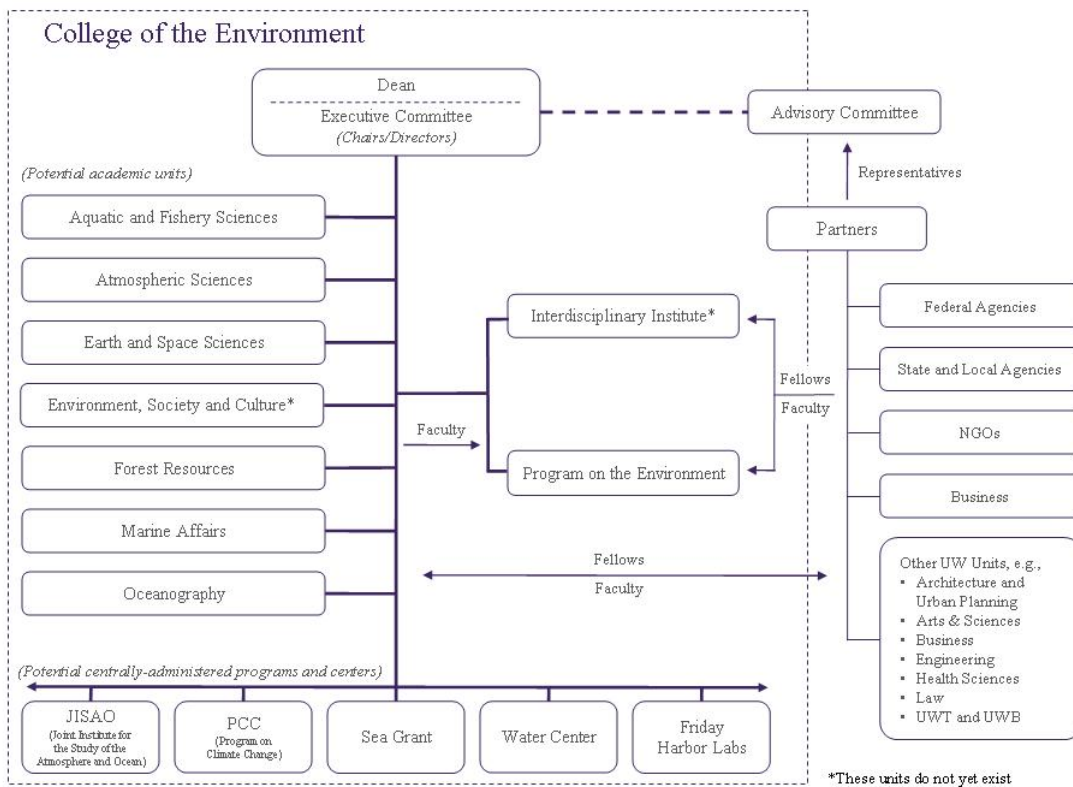 College of the Environment
Dean
Executive Committee
(Chairs/Directors)
Advisory Committee
Representatives
Partners
(Potential academic units)
Aquatic and Fishery Sciences
Atmospheric Sciences
Earth and Space Sciences
Environment, Society and Culture*
Forest Resources
Marine Affairs
Oceanography
Interdisciplinary Institute*
Faculty
Program on the Environment
Fellows
Faculty
Fellows
Faculty
Federal Agencies
State and Local Agencies
NGOs
Business
Other UW Units, e.g.,
• Architecture and
Urban Planning
• Arts & Sciences
• Business
• Engineering
• Health Sciences
• Law
• UWT and UWB
(Potential centrally-administered programs and centers)
JISAO
(Joint Institute for
the Study of the
Atmosphere and Ocean)
PCC
(Program on
Climate Change)
Sea Grant
Water Center
Friday
Harbor Labs
*These units do not yet exist